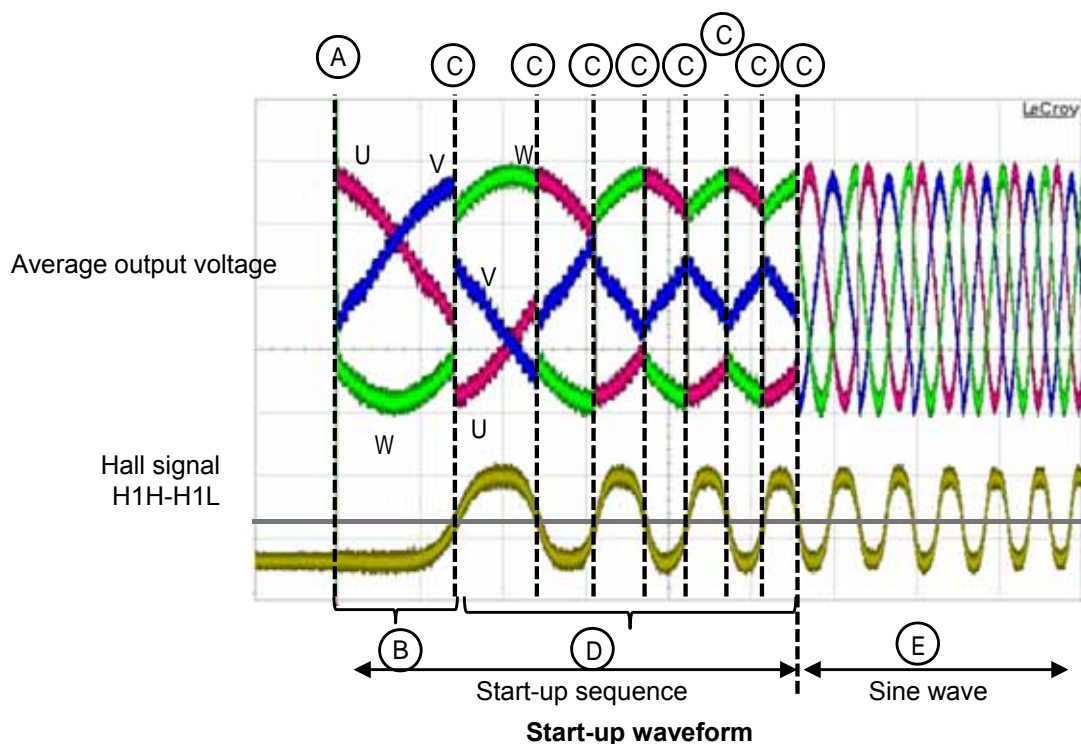 C
A C C C C C C C
LeCroy
U V W
Average output voltage
V
W U
Hall signal
H1H-H1L
B D E
Start-up sequence Sine wave
Start-up waveform